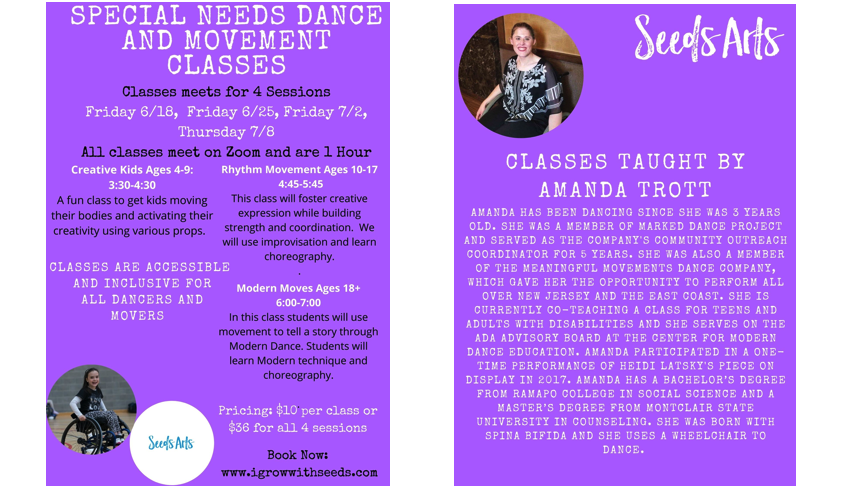 SPECIAL NEEDS DANCE
AND MOVEMENT
CLASSES
Classes meets for 4 Sessions
Friday 6/18, Friday 6/25, Friday 7/2,
Thursday 7/8
All classes meet on Zoom and are 1 Hour
Creative Kids Ages 4-9:
3:30-4:30
A fun class to get kids moving
their bodies and activating their
creativity using various props.
CLASSES ARE ACCESSIBLE
AND INCLUSIVE FOR
ALL DANCERS AND
MOVERS
Rhythm Movement Ages 10-17
4:45-5:45
This class will foster creative
expression while building
strength and coordination. We
will use improvisation and learn
choreography.
.
Modern Moves Ages 18+
6:00-7:00
In this class students will use
movement to tell a story through
Modern Dance. Students will
learn Modern technique and
choreography.
Seeds Arts
Pricing: $10 per class or
$36 for all 4 sessions
Book Now:
www.igrowwithseeds.com
Seeds Arts
CLASSES TAUGHT BY
AMANDA TROTT
AMANDA HAS BEEN DANCING SINCE SHE WAS 3 YEARS
OLD. SHE WAS A MEMBER OF MARKED DANCE PROJECT
AND SERVED AS THE COMPANY'S COMMUNITY OUTREACH
COORDINATOR FOR 5 YEARS. SHE WAS ALSO A MEMBER
OF THE MEANINGFUL MOVEMENTS DANCE COMPANY,
WHICH GAVE HER THE OPPORTUNITY TO PERFORM ALL
OVER NEW JERSEY AND THE EAST COAST. SHE IS
CURRENTLY CO-TEACHING A CLASS FOR TEENS AND
ADULTS WITH DISABILITIES AND SHE SERVES ON THE
ADA ADVISORY BOARD AT THE CENTER FOR MODERN
DANCE EDUCATION. AMANDA PARTICIPATED IN A ONE-
TIME PERFORMANCE OF HEIDI LATSKY'S PIECE ON
DISPLAY IN 2017. AMANDA HAS A BACHELOR'S DEGREE
FROM RAMAPO COLLEGE IN SOCIAL SCIENCE AND A
MASTER'S DEGREE FROM MONTCLAIR STATE
UNIVERSITY IN COUNSELING. SHE WAS BORN WITH
SPINA BIFIDA AND SHE USES A WHEELCHAIR TO
DANCE.